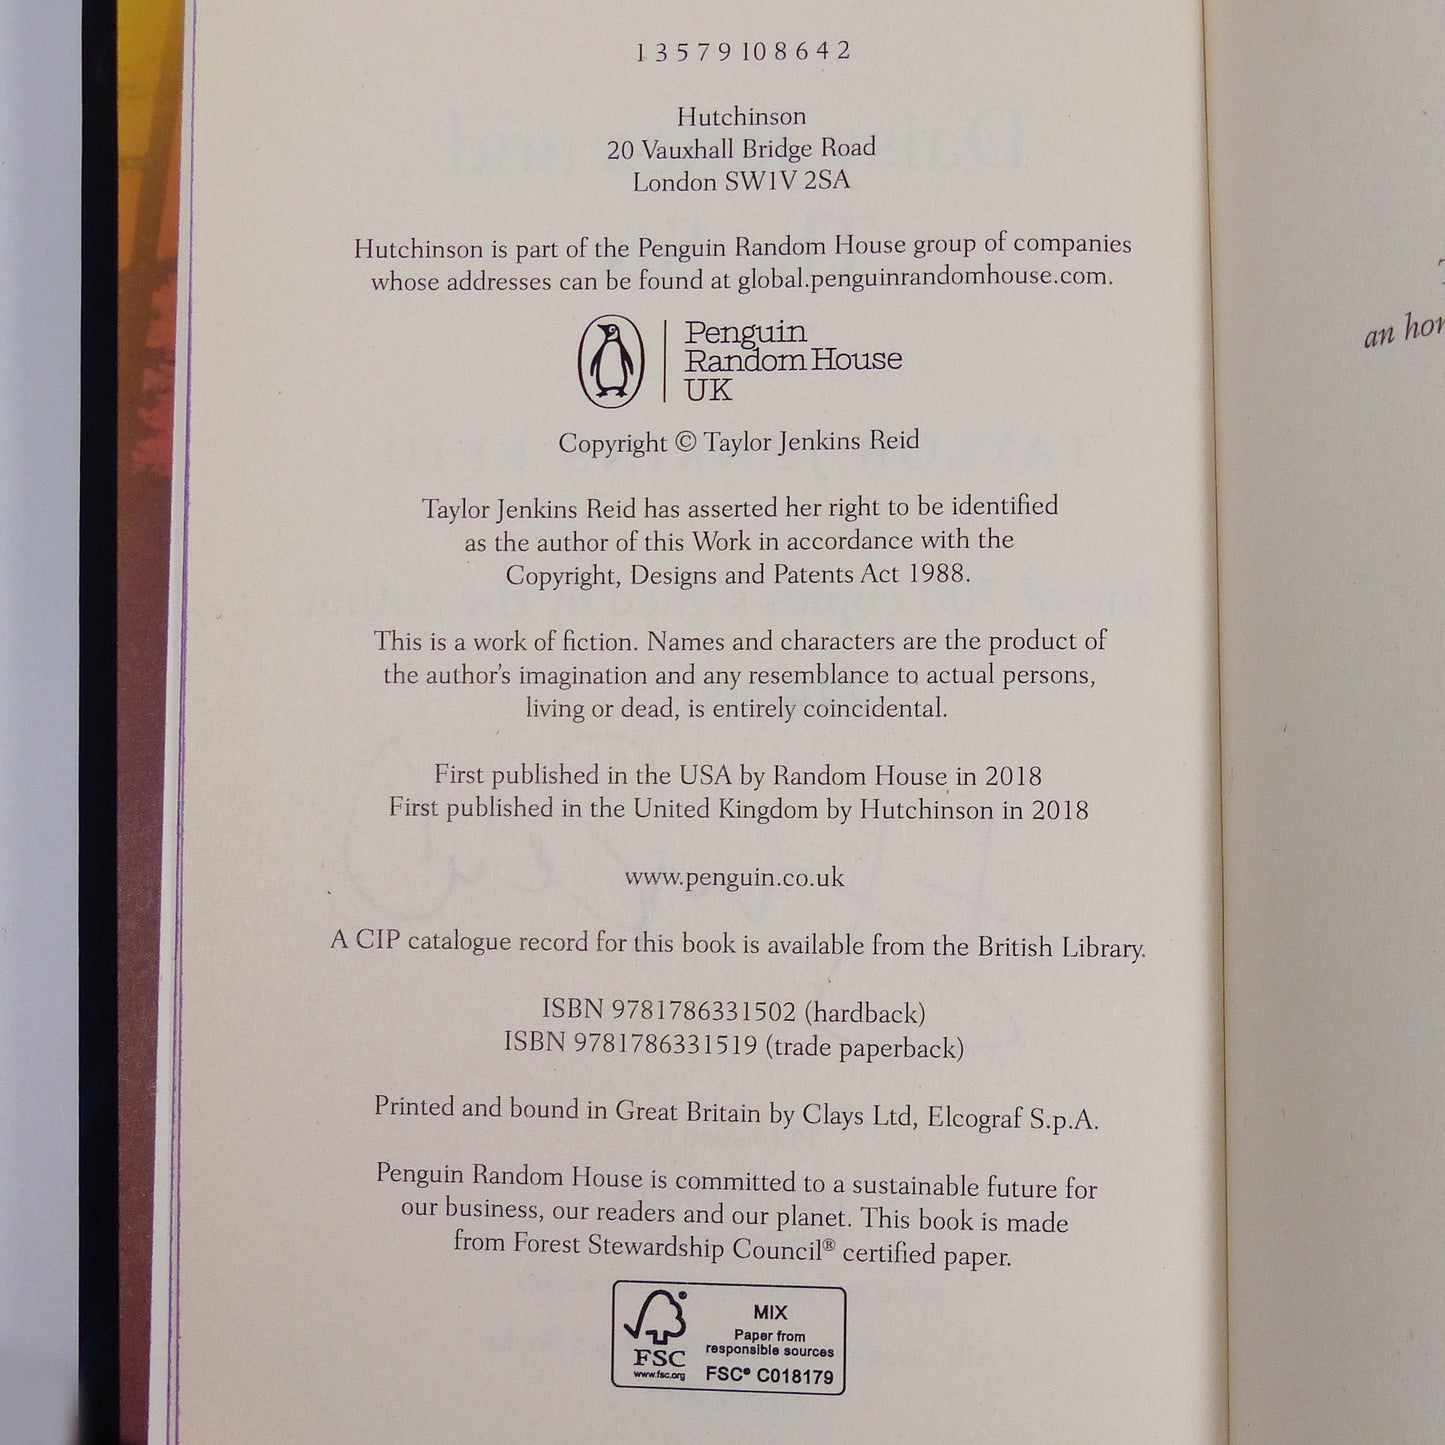 1 3 5 7 9 10 8 6 4 2
Hutchinson
20 Vauxhall Bridge Road
London SW1V 2SA
Hutchinson is part of the Penguin Random House group of companies
whose addresses can be found at global.penguinrandomhouse.com.
Penguin
Random House
UK
Copyright © Taylor Jenkins Reid
Taylor Jenkins Reid has asserted her right to be identified
as the author of this Work in accordance with the
Copyright, Designs and Patents Act 1988.
This is a work of fiction. Names and characters are the product of
the author's imagination and any resemblance to actual persons,
living or dead, is entirely coincidental.
First published in the USA by Random House in 2018
First published in the United Kingdom by Hutchinson in 2018
www.penguin.co.uk
A CIP catalogue record for this book is available from the British Library.
ISBN 9781786331502 (hardback)
ISBN 9781786331519 (trade paperback)
Printed and bound in Great Britain by Clays Ltd, Elcograf S.p.A.
Penguin Random House is committed to a sustainable future for
our business, our readers and our planet. This book is made
from Forest Stewardship Council® certified paper.
FSC
www.fsc.org
MIX
Paper from
responsible sources
FSC® C018179
an